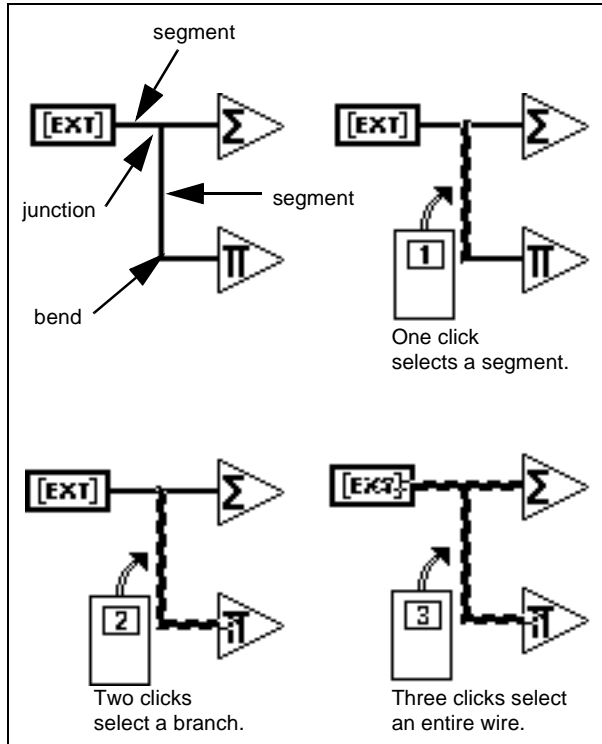 segment
[EXT] Σ
junction
segment
Π
bend
[EXT] Σ
1
Π
One click
selects a segment.
[EXT] Σ
2
Π
Two clicks
select a branch.
[EXT] Σ
3
Π
Three clicks select
an entire wire.